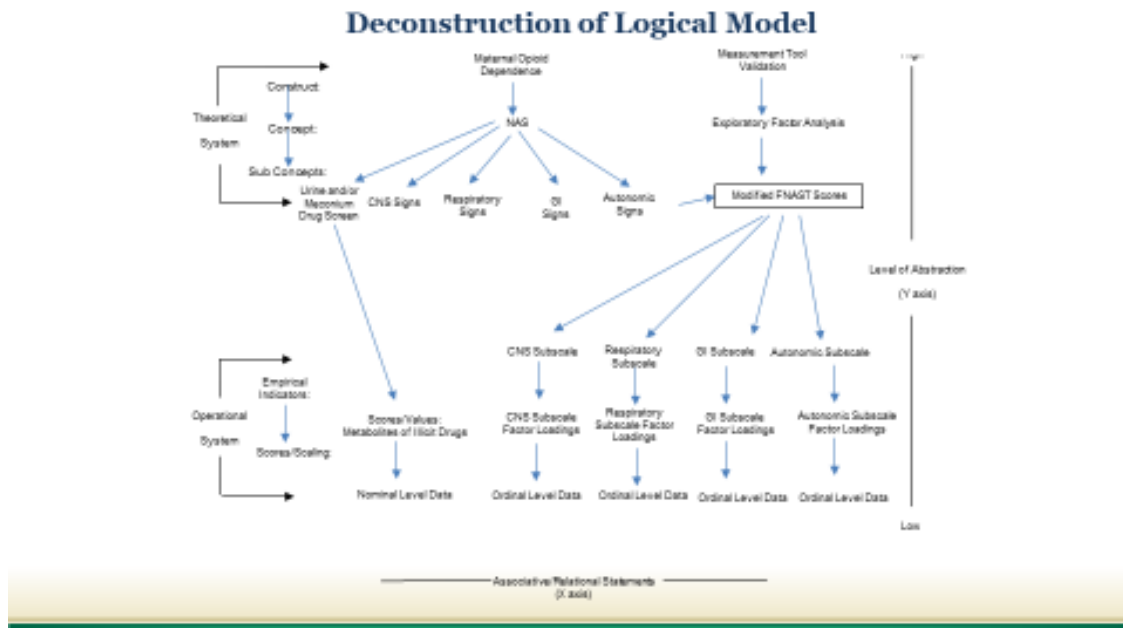 Deconstruction of Logical Model
Maternal Opioid
Dependence
Measurement Tool
Validation
High
Construct:
Theoretical
System
Concept:
NAS
Exploratory Factor Analysis
Sub Concepts:
Urine and/or
Meconium
Drug Screen
CNS Signs
Respiratory
Signs
GI
Signs
Autonomic
Signs
Modified FNAST Scores
Level of Abstraction
(Y axis)
CNS Subscale
Respiratory
Subscale
GI Subscale
Autonomic Subscale
Empirical
Indicators:
Operational
System
Scores/Values:
Metabolites of Illicit Drugs
CNS Subscale
Factor Loadings
Respiratory
Subscale Factor
Loadings
GI Subscale
Factor Loadings
Autonomic Subscale
Factor Loadings
Scores/Scaling:
Nominal Level Data
Ordinal Level Data
Ordinal Level Data
Ordinal Level Data
Ordinal Level Data
Low
Associative/Relational Statements
(X axis)